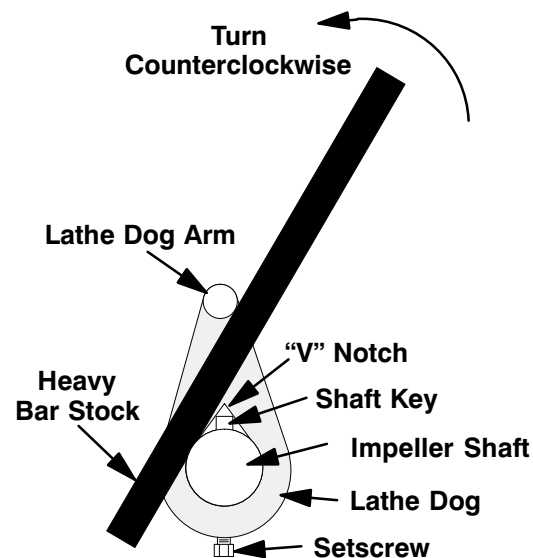 Turn
Counterclockwise
Lathe Dog Arm
“V” Notch
Heavy
Bar Stock
Shaft Key
Impeller Shaft
Lathe Dog
Setscrew